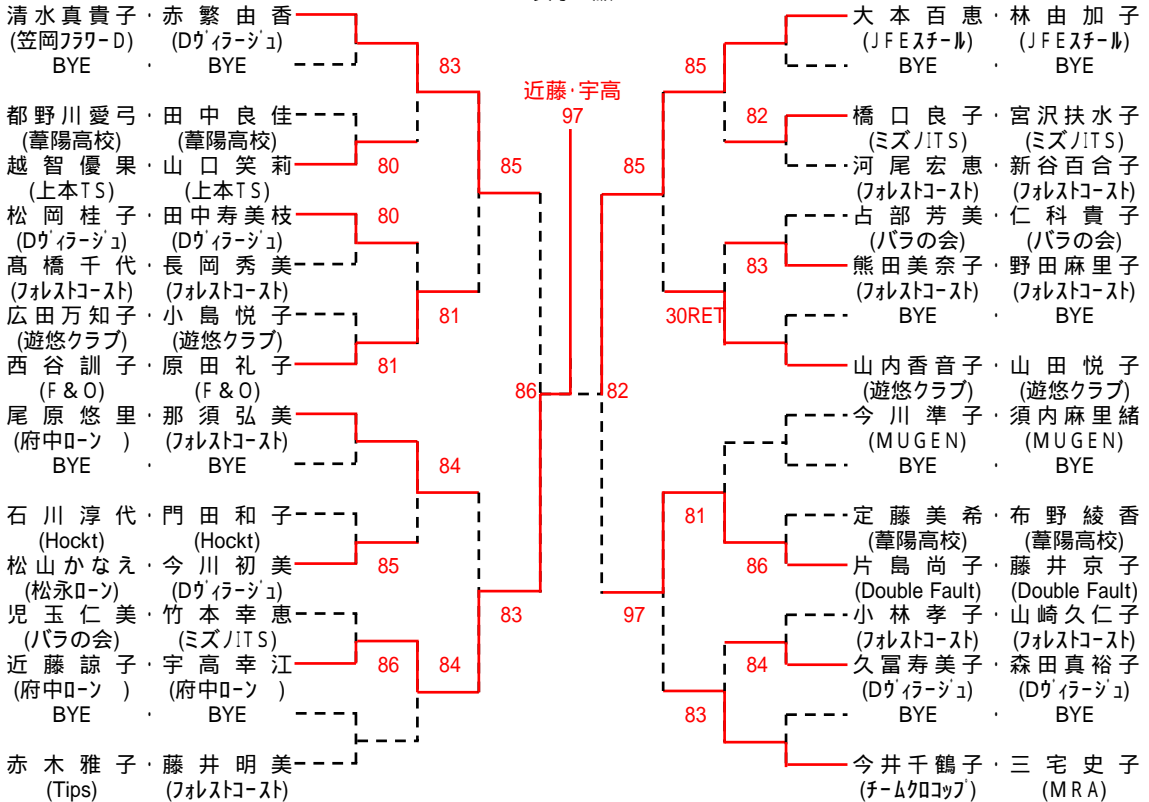 清水真貴子・赤繁由香
(笠岡フラワーD) (Dヴィラージュ)
BYE ・ BYE
都野川愛弓・田中良佳
(葦陽高校) (葦陽高校)
越智優果・山口笑莉
(上本TS) (上本TS)
松岡桂子・田中寿美枝
(Dヴィラージュ) (Dヴィラージュ)
髙橋千代・長岡秀美
(フォレストコースト) (フォレストコースト)
広田万知子・小島悦子
(遊悠クラブ) (遊悠クラブ)
西谷訓子・原田礼子
(F&O) (F&O)
尾原悠里・那須弘美
(府中ローン ) (フォレストコースト)
BYE ・ BYE
石川淳代・門田和子
(Hockt) (Hockt)
松山かなえ・今川初美
(松永ローン) (Dヴィラージュ)
児玉仁美・竹本幸恵
(バラの会) (ミズノITS)
近藤諒子・宇高幸江
(府中ローン ) (府中ローン )
BYE ・ BYE
赤木雅子・藤井明美
(Tips) (フォレストコースト)
83
80
80
81
81
84
85
86
84
85
83
86
近藤・宇高
97
82
85
97
85
82
83
30RET
81
86
84
83
大本百恵・林由加子
(JFEスチール) (JFEスチール)
BYE ・ BYE
橋口良子・宮沢扶水子
(ミズノITS) (ミズノITS)
河尾宏恵・新谷百合子
(フォレストコースト) (フォレストコースト)
占部芳美・仁科貴子
(バラの会) (バラの会)
熊田美奈子・野田麻里子
(フォレストコースト) (フォレストコースト)
BYE ・ BYE
山内香音子・山田悦子
(遊悠クラブ) (遊悠クラブ)
今川準子・須内麻里緒
(MUGEN) (MUGEN)
BYE ・ BYE
定藤美希・布野綾香
(葦陽高校) (葦陽高校)
片島尚子・藤井京子
(Double Fault) (Double Fault)
小林孝子・山崎久仁子
(フォレストコースト) (フォレストコースト)
久冨寿美子・森田真裕子
(Dヴィラージュ) (Dヴィラージュ)
BYE ・ BYE
今井千鶴子・三宅史子
(チームクロコップ) (MRA)